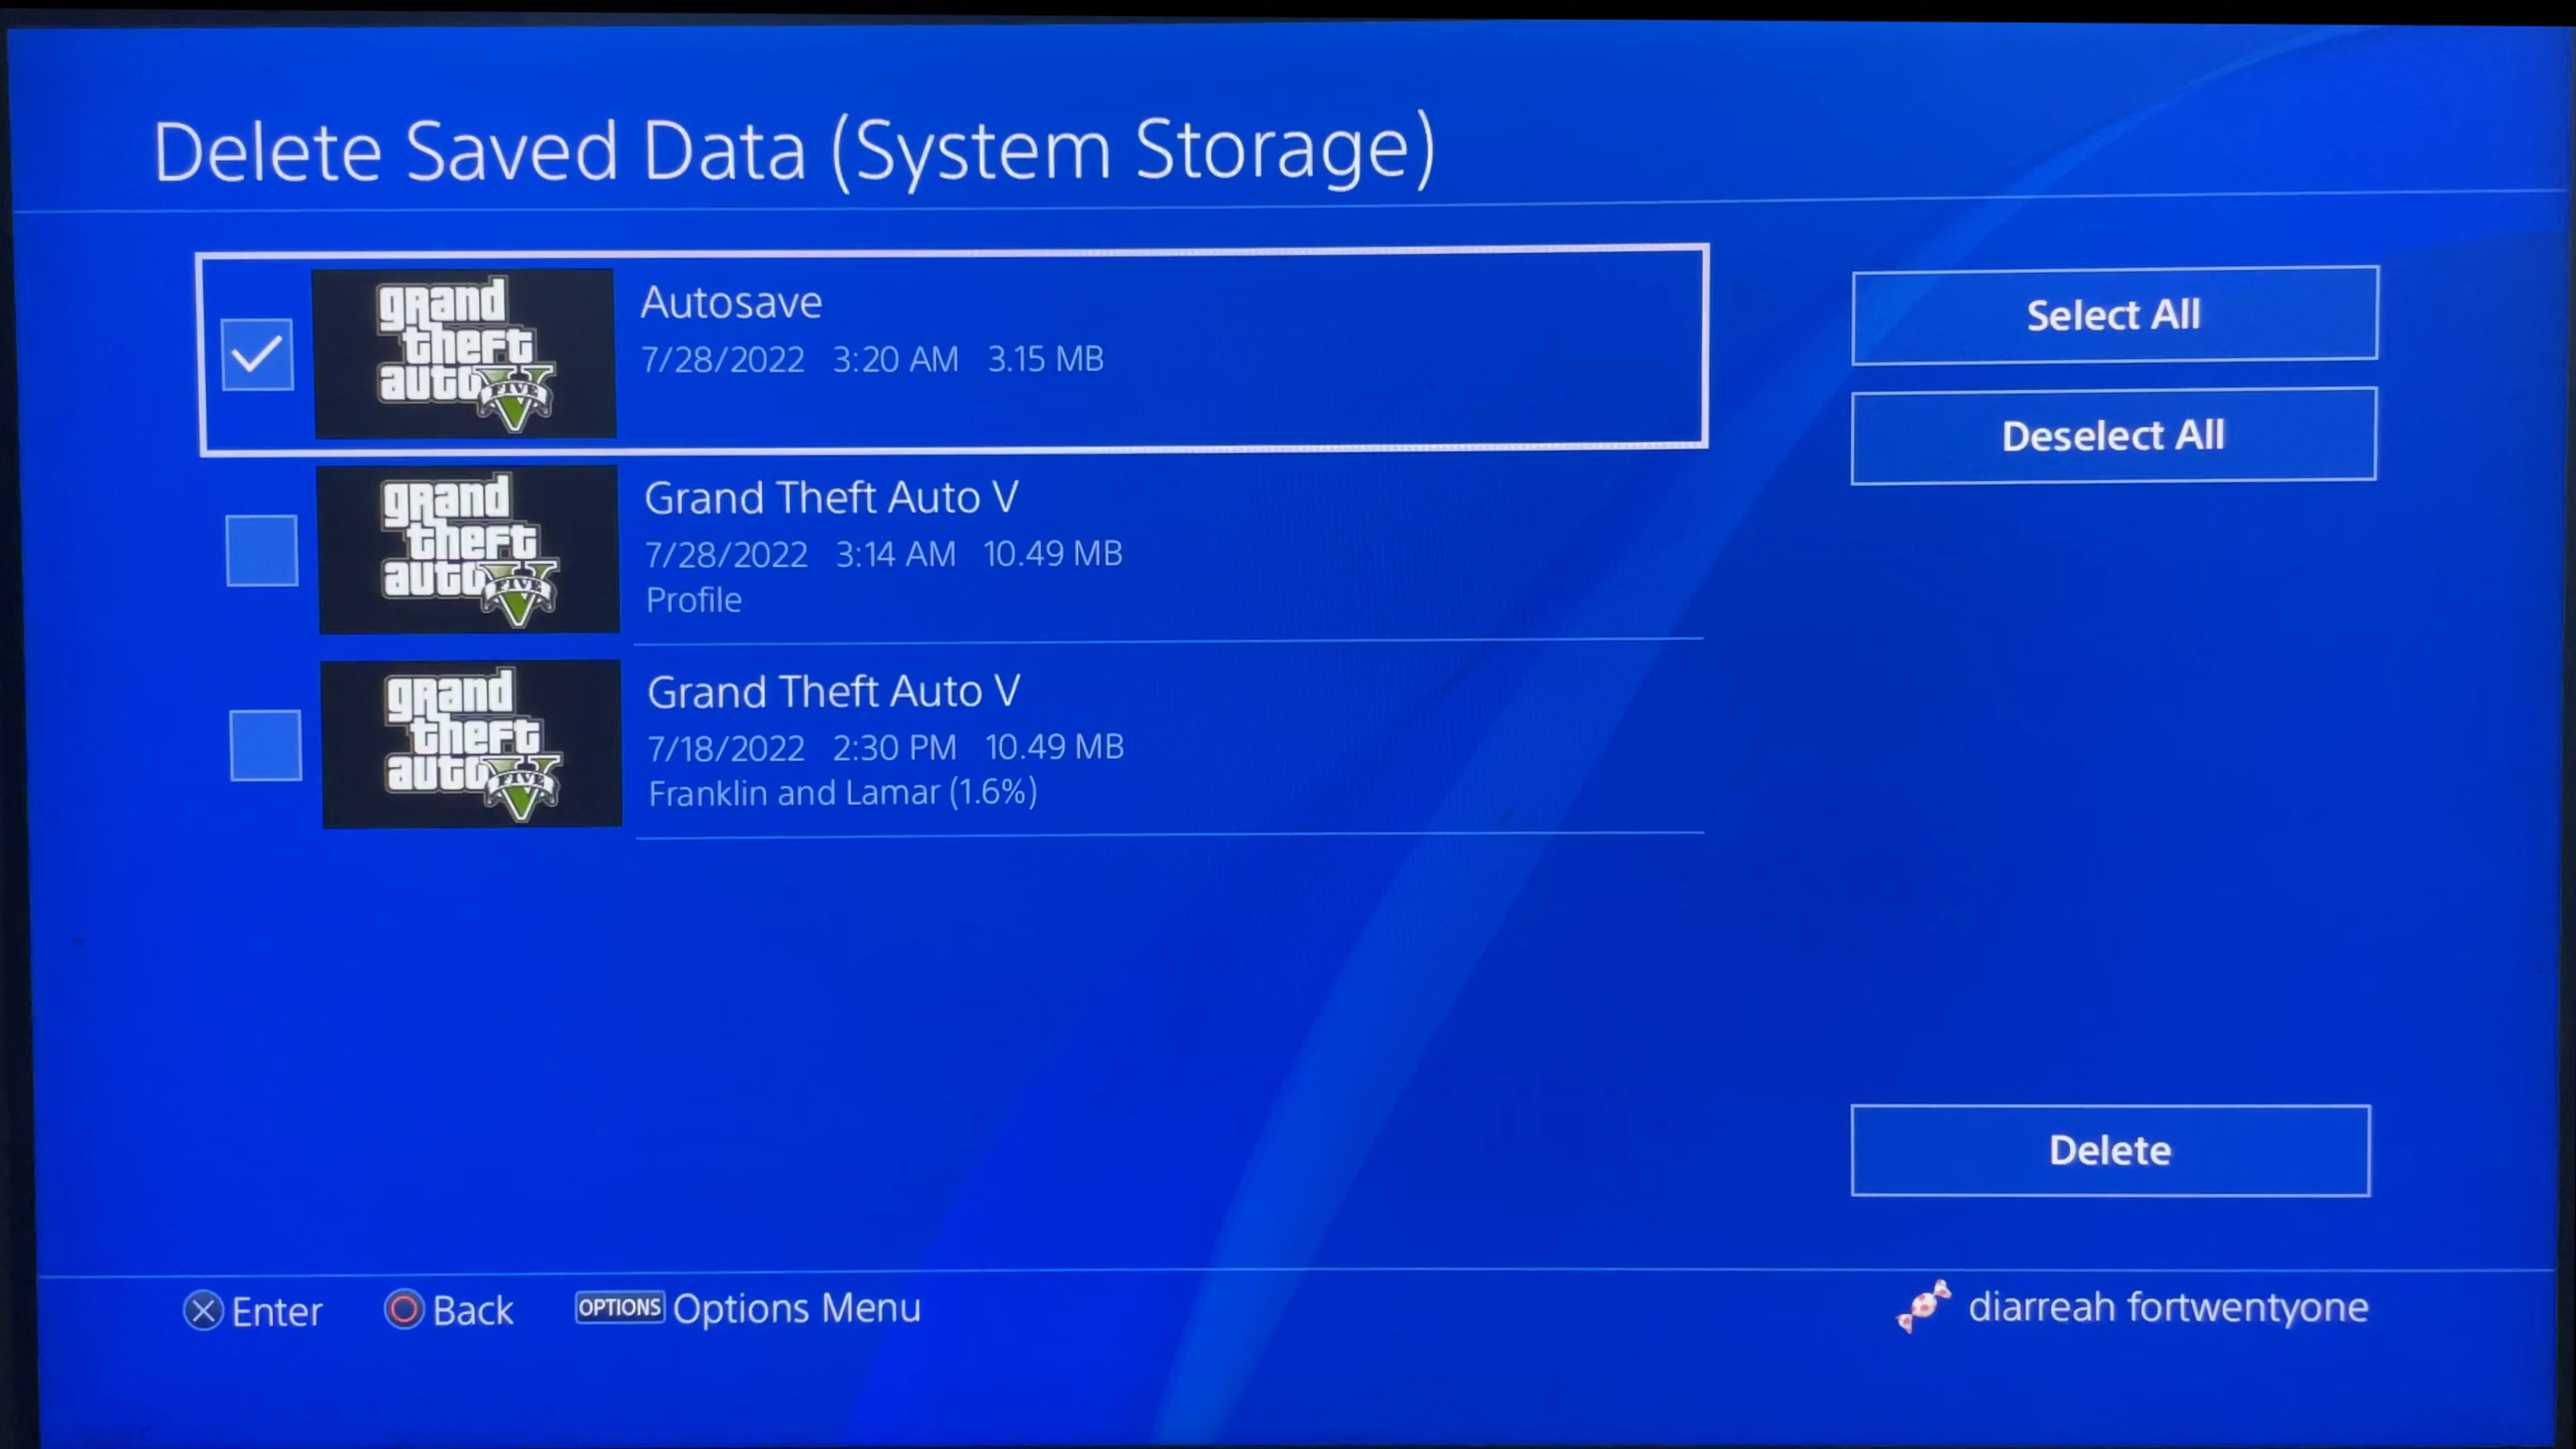 Delete Saved Data (System Storage)
grand
theft
auto
FIVE
V
Autosave
7/28/2022 3:20 AM 3.15 MB
Select All
Deselect All
grand
theft
auto
FIVE
V
Grand Theft Auto V
7/28/2022 3:14 AM 10.49 MB
Profile
grand
theft
auto
FIVE
V
Grand Theft Auto V
7/18/2022 2:30 PM 10.49 MB
Franklin and Lamar (1.6%)
Delete
Enter Back OPTIONS Options Menu diarreah fortwentyone